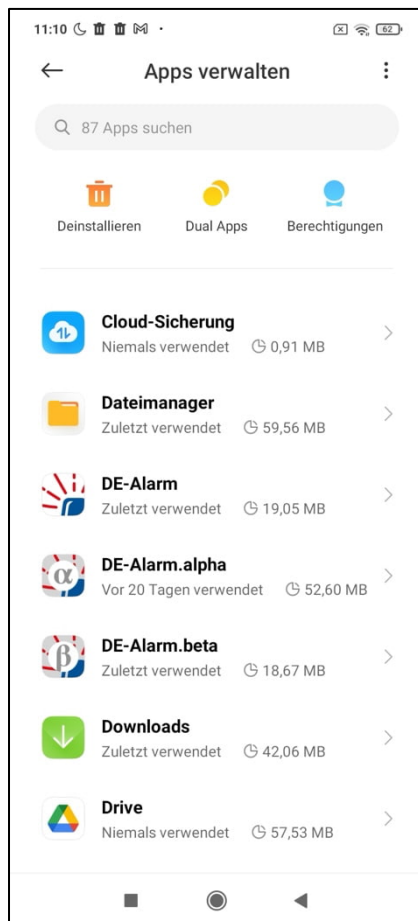 11:10
62
Apps verwalten
87 Apps suchen
Deinstallieren Dual Apps Berechtigungen
Cloud-Sicherung
Niemals verwendet 0,91 MB
Dateimanager
Zuletzt verwendet 59,56 MB
DE-Alarm
Zuletzt verwendet 19,05 MB
DE-Alarm.alpha
Vor 20 Tagen verwendet 52,60 MB
DE-Alarm.beta
Zuletzt verwendet 18,67 MB
Downloads
Zuletzt verwendet 42,06 MB
Drive
Niemals verwendet 57,53 MB